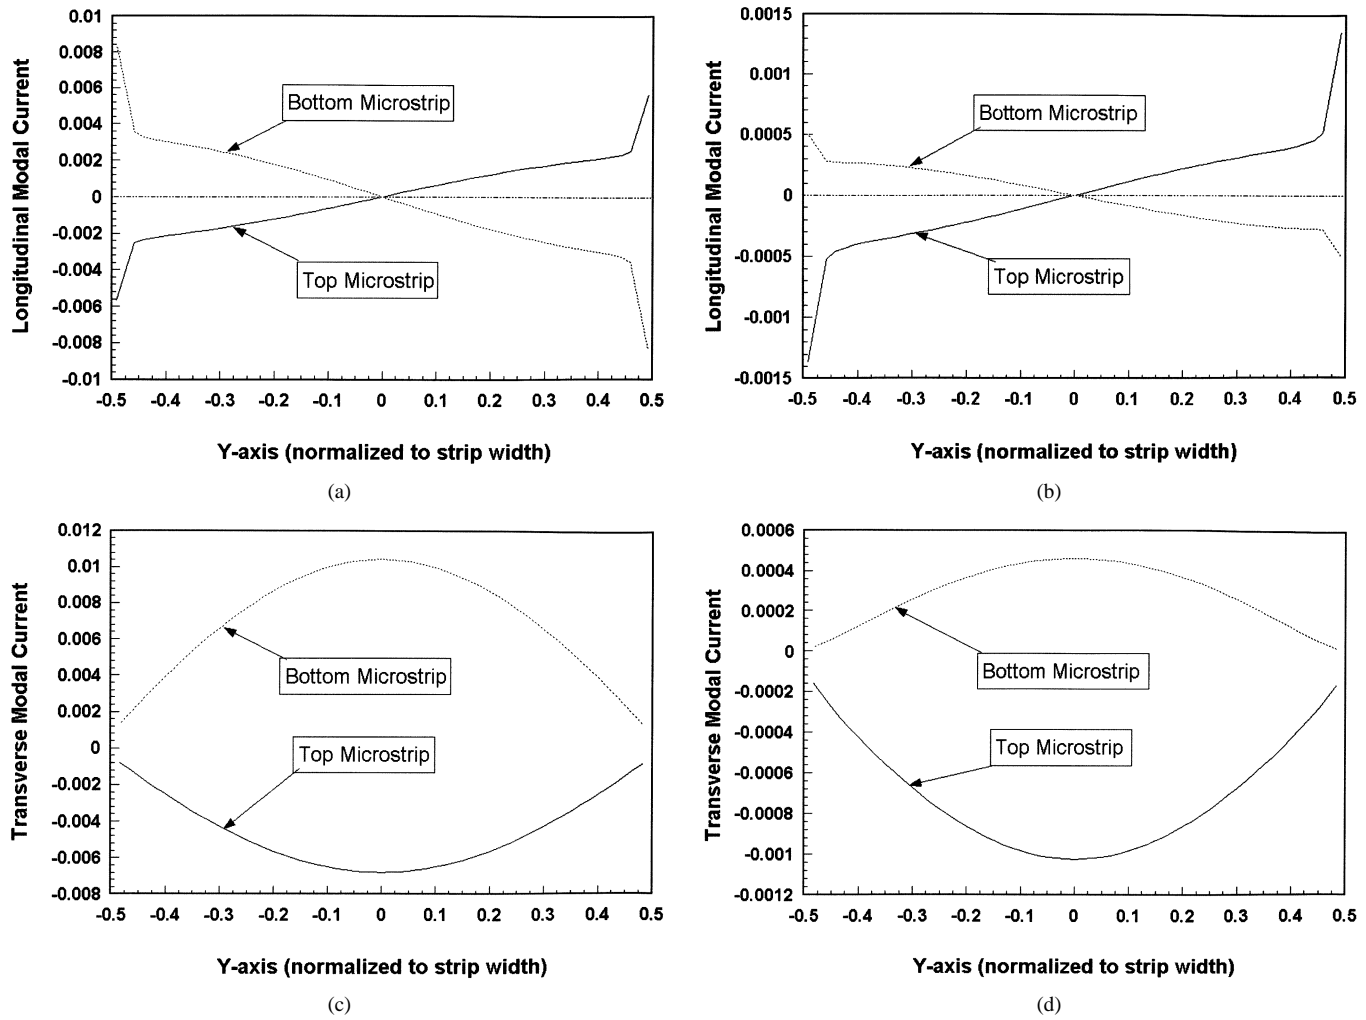 Longitudinal Modal Current
0.01
0.008
0.006
0.004
0.002
0
-0.002
-0.004
-0.006
-0.008
-0.01
Bottom Microstrip
Top Microstrip
-0.5 -0.4 -0.3 -0.2 -0.1 0 0.1 0.2 0.3 0.4 0.5
Y-axis (normalized to strip width)
(a)
Longitudinal Modal Current
0.0015
0.001
0.0005
0
-0.0005
-0.001
-0.0015
Bottom Microstrip
Top Microstrip
-0.5 -0.4 -0.3 -0.2 -0.1 0 0.1 0.2 0.3 0.4 0.5
Y-axis (normalized to strip width)
(b)
Transverse Modal Current
0.012
0.01
0.008
0.006
0.004
0.002
0
-0.002
-0.004
-0.006
-0.008
Bottom Microstrip
Top Microstrip
-0.5 -0.4 -0.3 -0.2 -0.1 0 0.1 0.2 0.3 0.4 0.5
Y-axis (normalized to strip width)
(c)
Transverse Modal Current
0.0006
0.0004
0.0002
0
-0.0002
-0.0004
-0.0006
-0.0008
-0.001
-0.0012
Bottom Microstrip
Top Microstrip
-0.5 -0.4 -0.3 -0.2 -0.1 0 0.1 0.2 0.3 0.4 0.5
Y-axis (normalized to strip width)
(d)